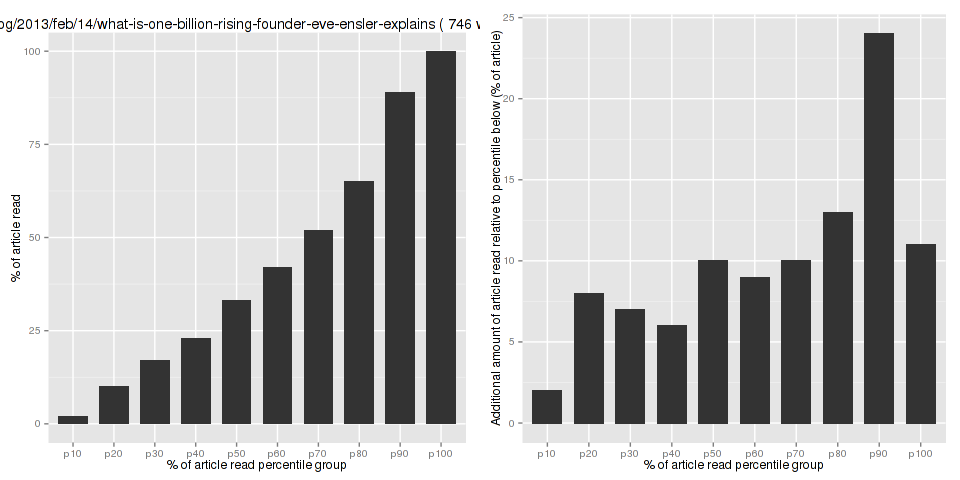 og/2013/feb/14/what-is-one-billion-rising-founder-eve-ensler-explains ( 746 w
100
75
50
25
0
% of article read
p10 p20 p30 p40 p50 p60 p70 p80 p90 p100
% of article read percentile group
25
20
15
10
5
0
Additional amount of article read relative to percentile below (% of article)
p10 p20 p30 p40 p50 p60 p70 p80 p90 p100
% of article read percentile group